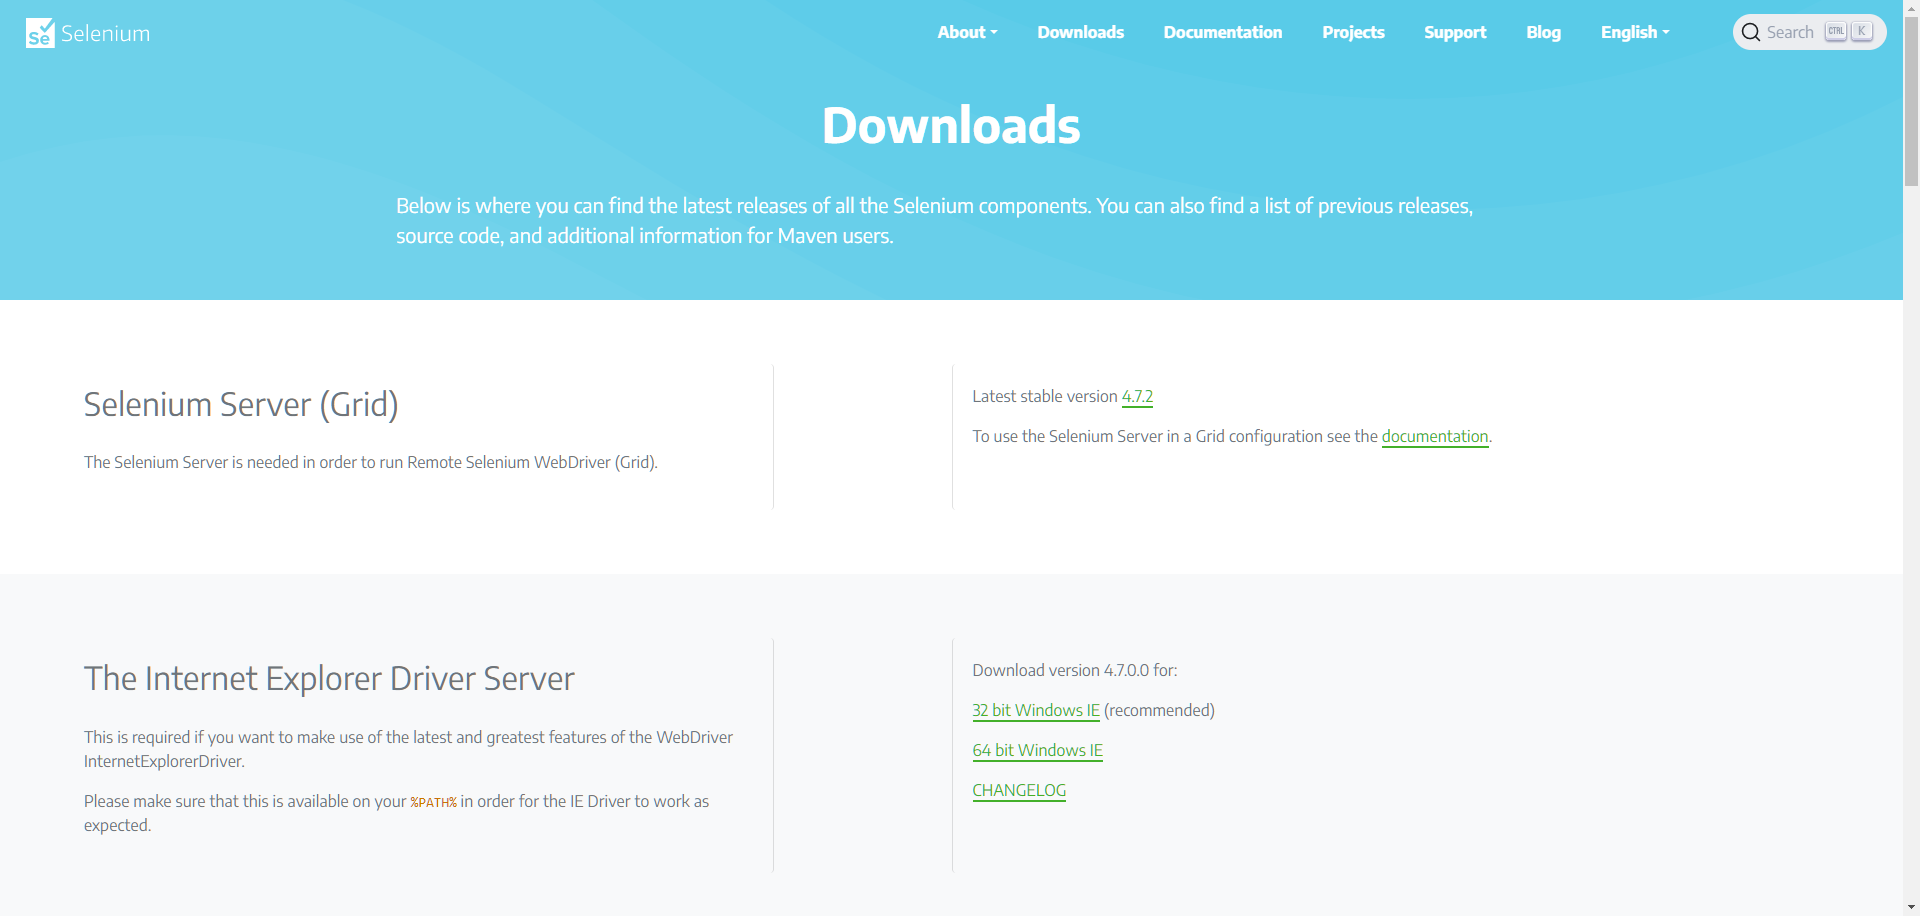 Se Selenium
About Downloads Documentation Projects Support Blog English Search CTRL K
Downloads
Below is where you can find the latest releases of all the Selenium components. You can also find a list of previous releases,
source code, and additional information for Maven users.
Selenium Server (Grid)
The Selenium Server is needed in order to run Remote Selenium WebDriver (Grid).
Latest stable version 4.7.2
To use the Selenium Server in a Grid configuration see the documentation.
The Internet Explorer Driver Server
This is required if you want to make use of the latest and greatest features of the WebDriver
InternetExplorerDriver.
Please make sure that this is available on your %PATH% in order for the IE Driver to work as
expected.
Download version 4.7.0.0 for:
32 bit Windows IE (recommended)
64 bit Windows IE
CHANGELOG